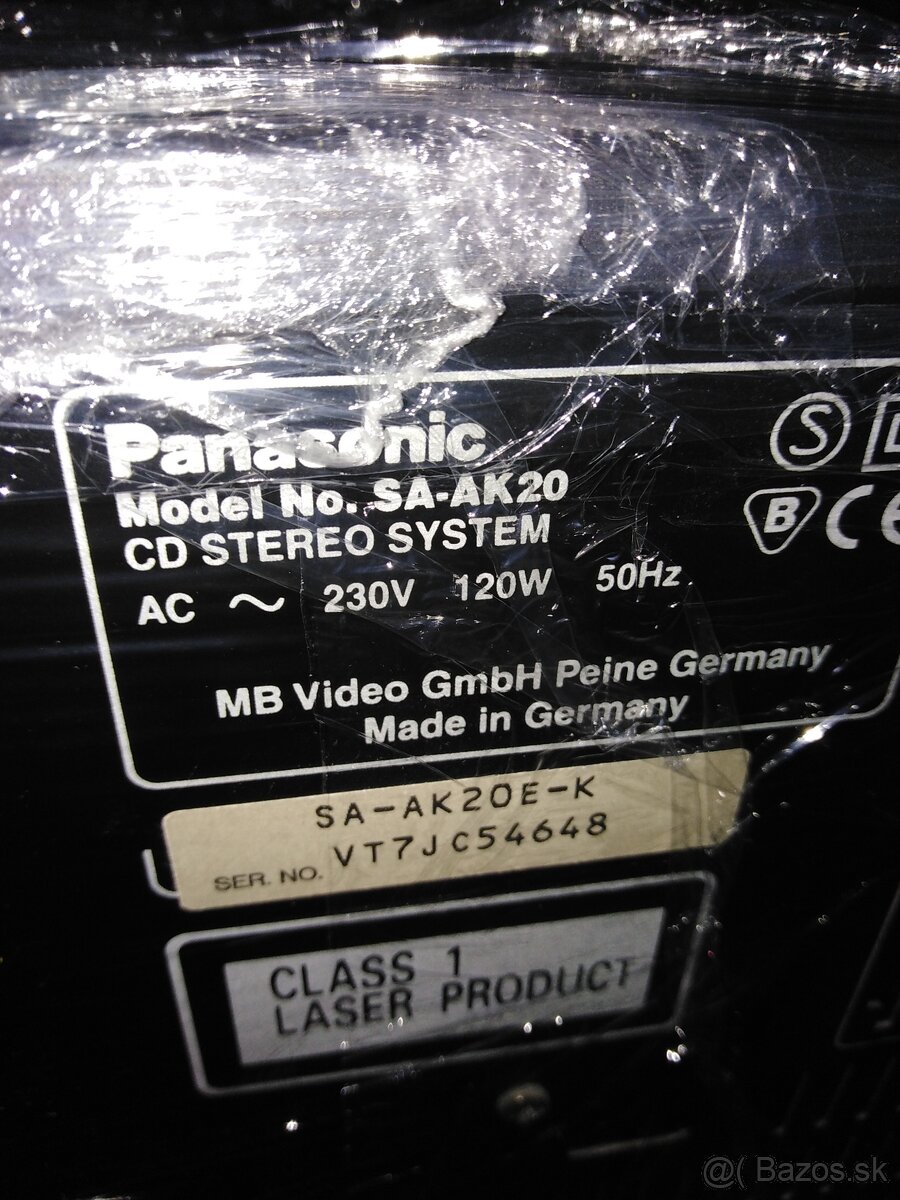 Panasonic
Model No. SA-AK20
CD STEREO SYSTEM
AC ~ 230V 120W 50Hz
S
B CE
MB Video GmbH Peine Germany
Made in Germany
SA-AK20E-K
SER. NO. VT7JC54648
CLASS 1
LASER PRODUCT
@( Bazos.sk